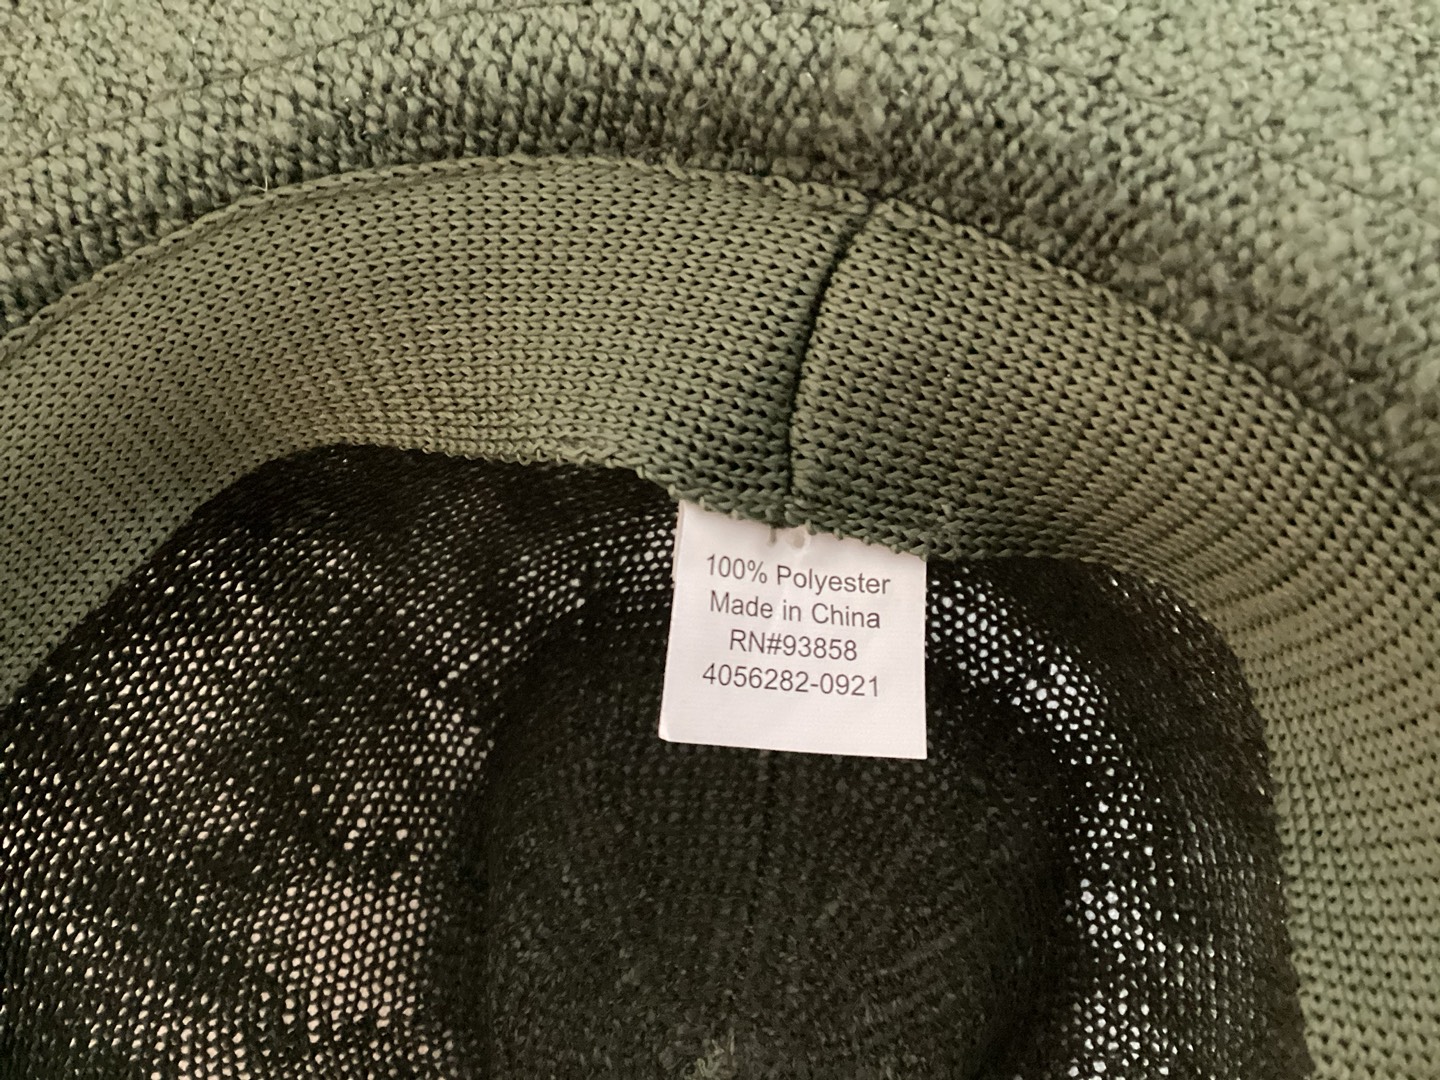 100% Polyester
Made in China
RN#93858
4056282-0921